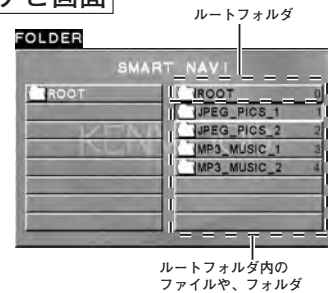 ナビ画面
ルートフォルダ
FOLDER
SMART NAVI
ROOT
ROOT 0
JPEG_PICS_1 1
JPEG_PICS_2 2
MP3_MUSIC_1 3
MP3_MUSIC_2 4
ルートフォルダ内の
ファイルや、フォルダ